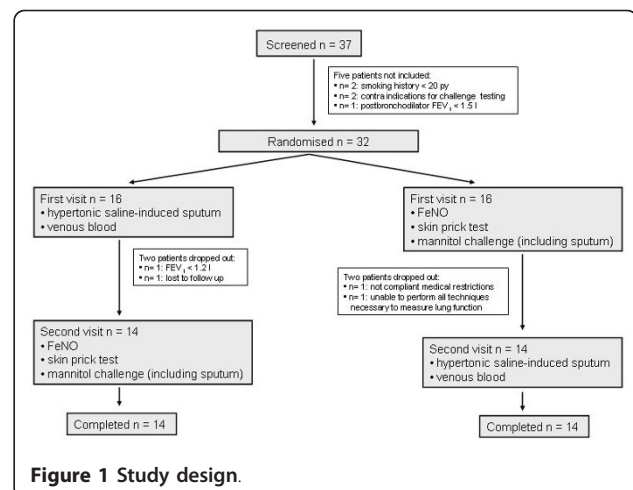 Screened n = 37
Five patients not included:
• n= 2: smoking history < 20 py
• n= 2: contra indications for challenge testing
• n= 1: postbronchodilator FEV1 < 1.5 l
Randomised n = 32
First visit n = 16
• hypertonic saline-induced sputum
• venous blood
First visit n = 16
• FeNO
• skin prick test
• mannitol challenge (including sputum)
Two patients dropped out:
• n= 1: FEV1 < 1.2 l
• n= 1: lost to follow up
Two patients dropped out:
• n= 1: not compliant medical restrictions
• n= 1: unable to perform all techniques
necessary to measure lung function
Second visit n = 14
• FeNO
• skin prick test
• mannitol challenge (including sputum)
Second visit n = 14
• hypertonic saline-induced sputum
• venous blood
Completed n = 14
Completed n = 14
Figure 1 Study design.